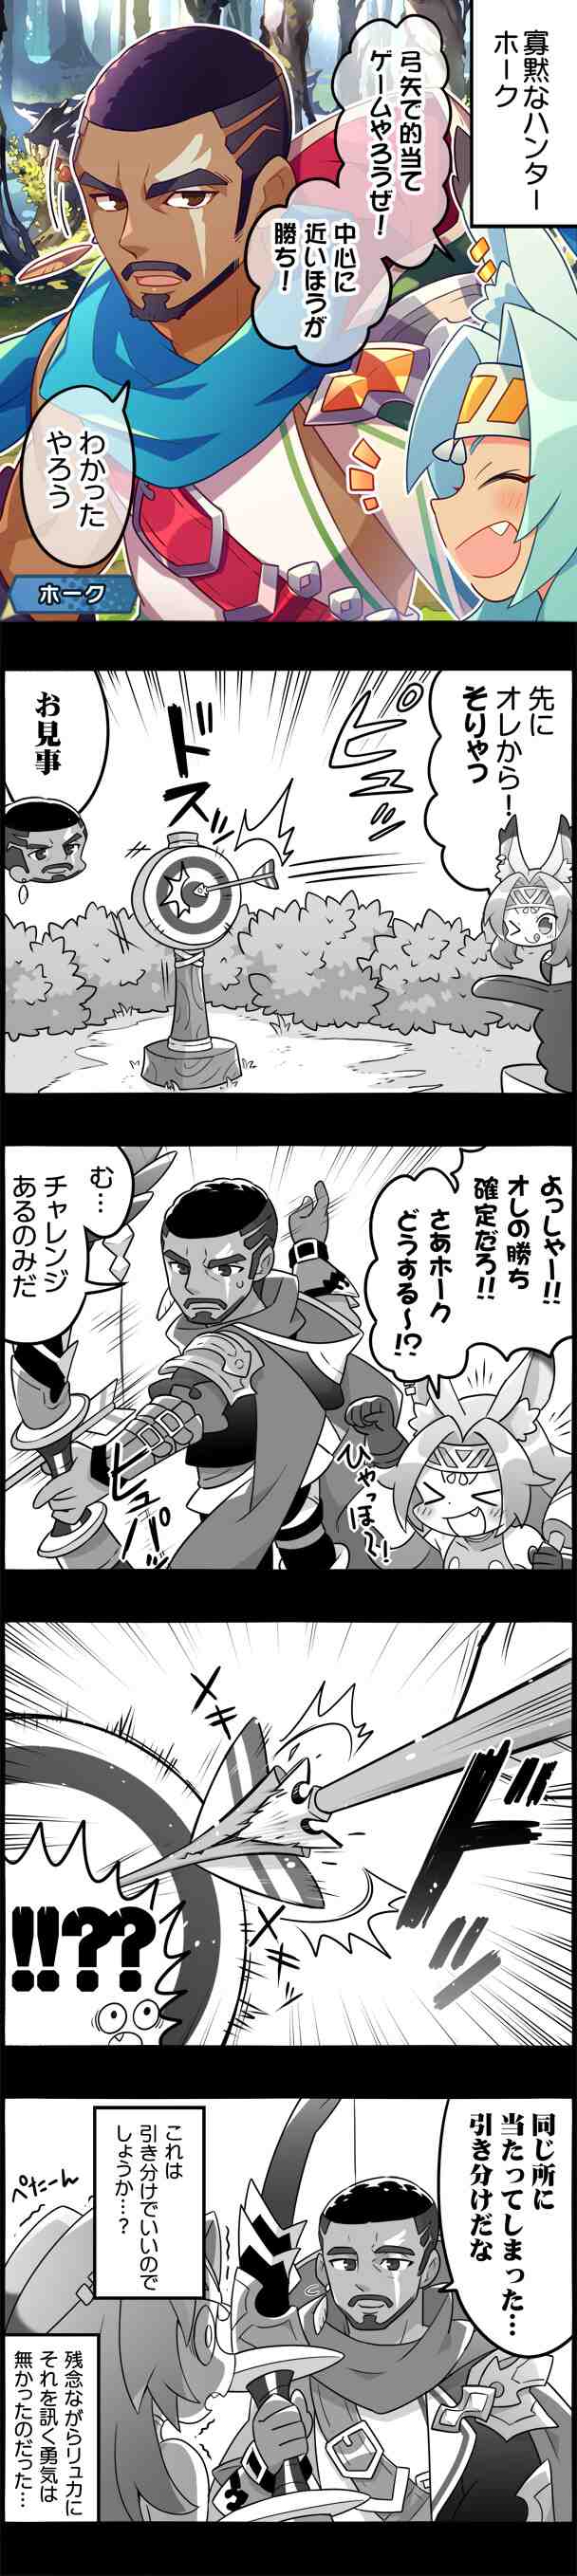 寡黙なハンター
ホーク
弓矢で的当て
ゲームやろうぜ!
中心に
近いほうが
勝ち!
わかった
やろう
ホーク
先に
オレから!
そりゃっ
ピュッ
ドスッ
お見事
よっしゃー!!
オレの勝ち
確定だろ!!
さあホーク
どうする〜!?
ひゃっほ〜!
む…
チャレンジ
あるのみだ
ヒュパッ
ドズッ
メキ
メキ
!!??
同じ所に
当たってしまった…
引き分けだな
これは
引き分けでいいので
しょうか…?
ぺたーん
残念ながらリュカに
それを訊く勇気は
無かったのだった…